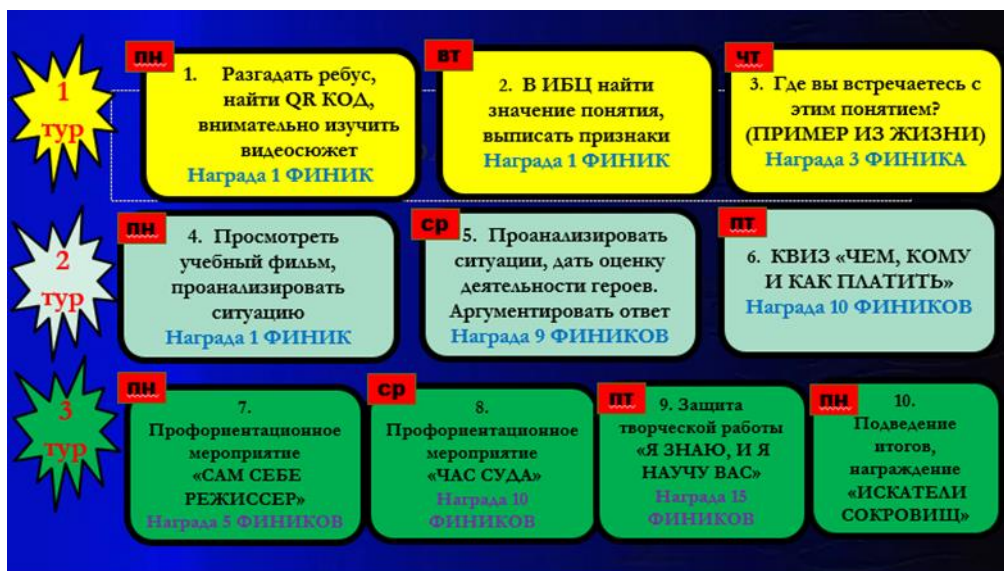 1
тур
пн
1. Разгадать ребус,
найти QR КОД,
внимательно изучить
видеосюжет
Награда 1 ФИНИК
вт
2. В ИБЦ найти
значение понятия,
выписать признаки
Награда 1 ФИНИК
чт
3. Где вы встречаетесь с
этим понятием?
(ПРИМЕР ИЗ ЖИЗНИ)
Награда 3 ФИНИКА
2
тур
пн
4. Просмотреть
учебный фильм,
проанализировать
ситуацию
Награда 1 ФИНИК
ср
5. Проанализировать
ситуации, дать оценку
деятельности героев.
Аргументировать ответ
Награда 9 ФИНИКОВ
пт
6. КВИЗ «ЧЕМ, КОМУ
И КАК ПЛАТИТЬ»
Награда 10 ФИНИКОВ
3
тур
пн
7.
Профориентационное
мероприятие
«САМ СЕБЕ
РЕЖИССЕР»
Награда 5 ФИНИКОВ
ср
8.
Профориентационное
мероприятие
«ЧАС СУДА»
Награда 10
ФИНИКОВ
пт
9. Защита
творческой работы
«Я ЗНАЮ, И Я
НАУЧУ ВАС»
Награда 15
ФИНИКОВ
пн
10.
Подведение
итогов,
награждение
«ИСКАТЕЛИ
СОКРОВИЩ»